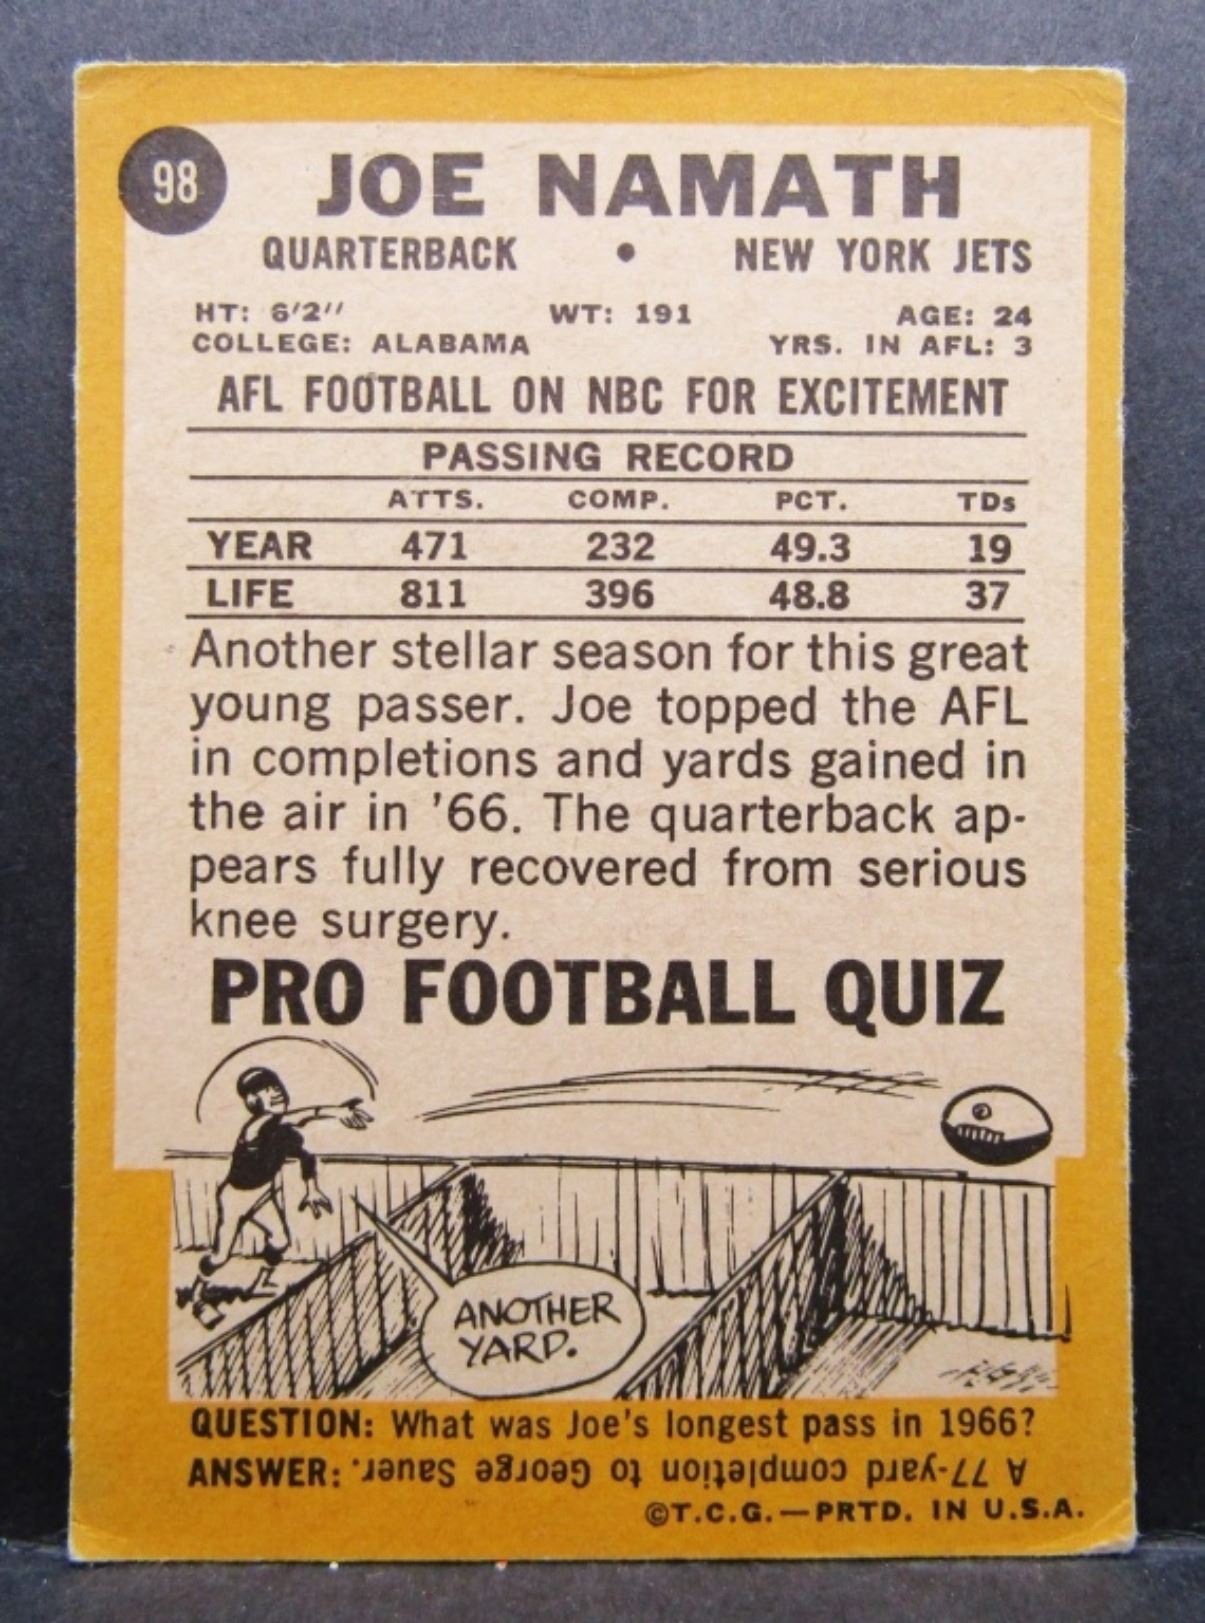 98
JOE NAMATH
QUARTERBACK • NEW YORK JETS
HT: 6'2" WT: 191 AGE: 24
COLLEGE: ALABAMA YRS. IN AFL: 3
AFL FOOTBALL ON NBC FOR EXCITEMENT
PASSING RECORD
ATTS. COMP. PCT. TDs
YEAR 471 232 49.3 19
LIFE 811 396 48.8 37
Another stellar season for this great
young passer. Joe topped the AFL
in completions and yards gained in
the air in '66. The quarterback ap-
pears fully recovered from serious
knee surgery.
PRO FOOTBALL QUIZ
ANOTHER
YARD.
QUESTION: What was Joe's longest pass in 1966?
ANSWER: A 77-yard completion to George Sauer.
©T.C.G.—PRTD. IN U.S.A.